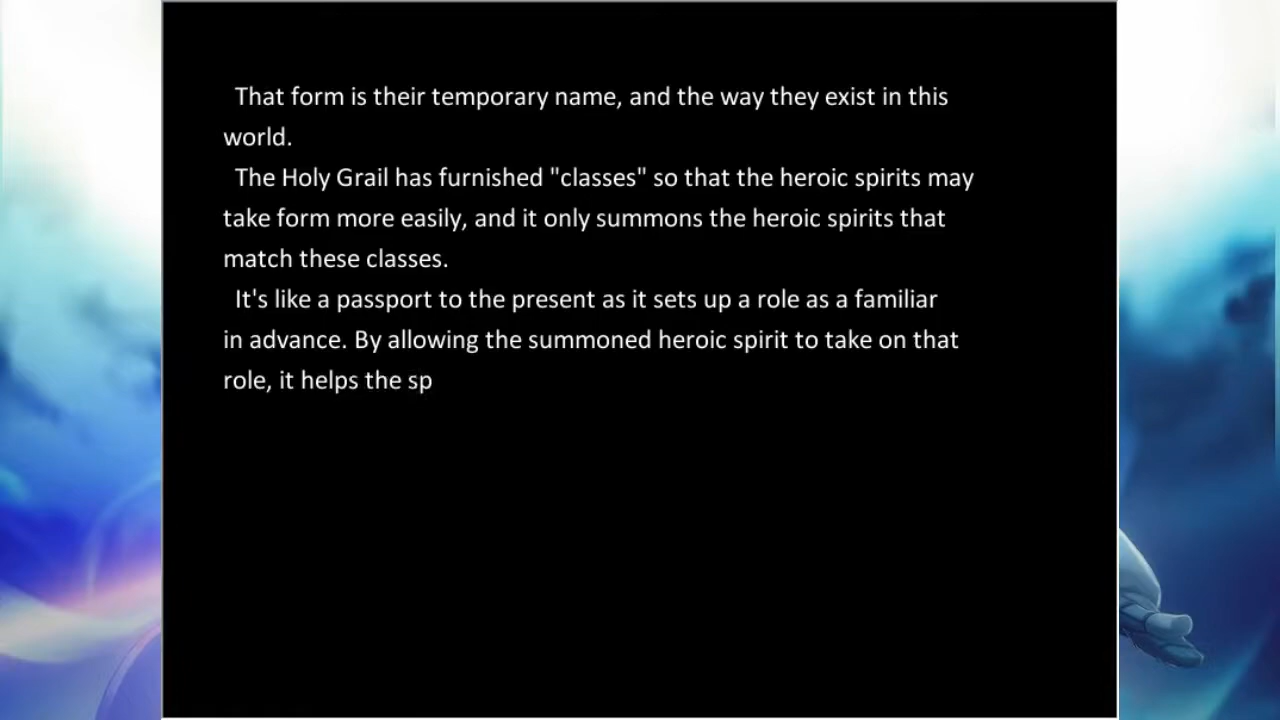 That form is their temporary name, and the way they exist in this
world.
The Holy Grail has furnished "classes" so that the heroic spirits may
take form more easily, and it only summons the heroic spirits that
match these classes.
It's like a passport to the present as it sets up a role as a familiar
in advance. By allowing the summoned heroic spirit to take on that
role, it helps the sp